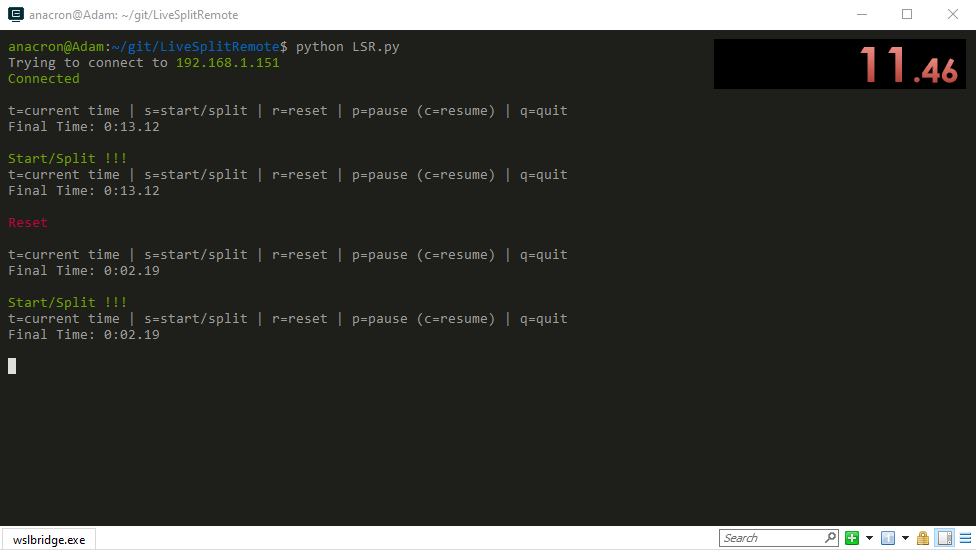 anacron@Adam: ~/git/LiveSplitRemote
anacron@Adam:~/git/LiveSplitRemote$ python LSR.py
Trying to connect to 192.168.1.151
Connected
11.46
t=current time | s=start/split | r=reset | p=pause (c=resume) | q=quit
Final Time: 0:13.12
Start/Split !!!
t=current time | s=start/split | r=reset | p=pause (c=resume) | q=quit
Final Time: 0:13.12
Reset
t=current time | s=start/split | r=reset | p=pause (c=resume) | q=quit
Final Time: 0:02.19
Start/Split !!!
t=current time | s=start/split | r=reset | p=pause (c=resume) | q=quit
Final Time: 0:02.19
wslbridge.exe
Search